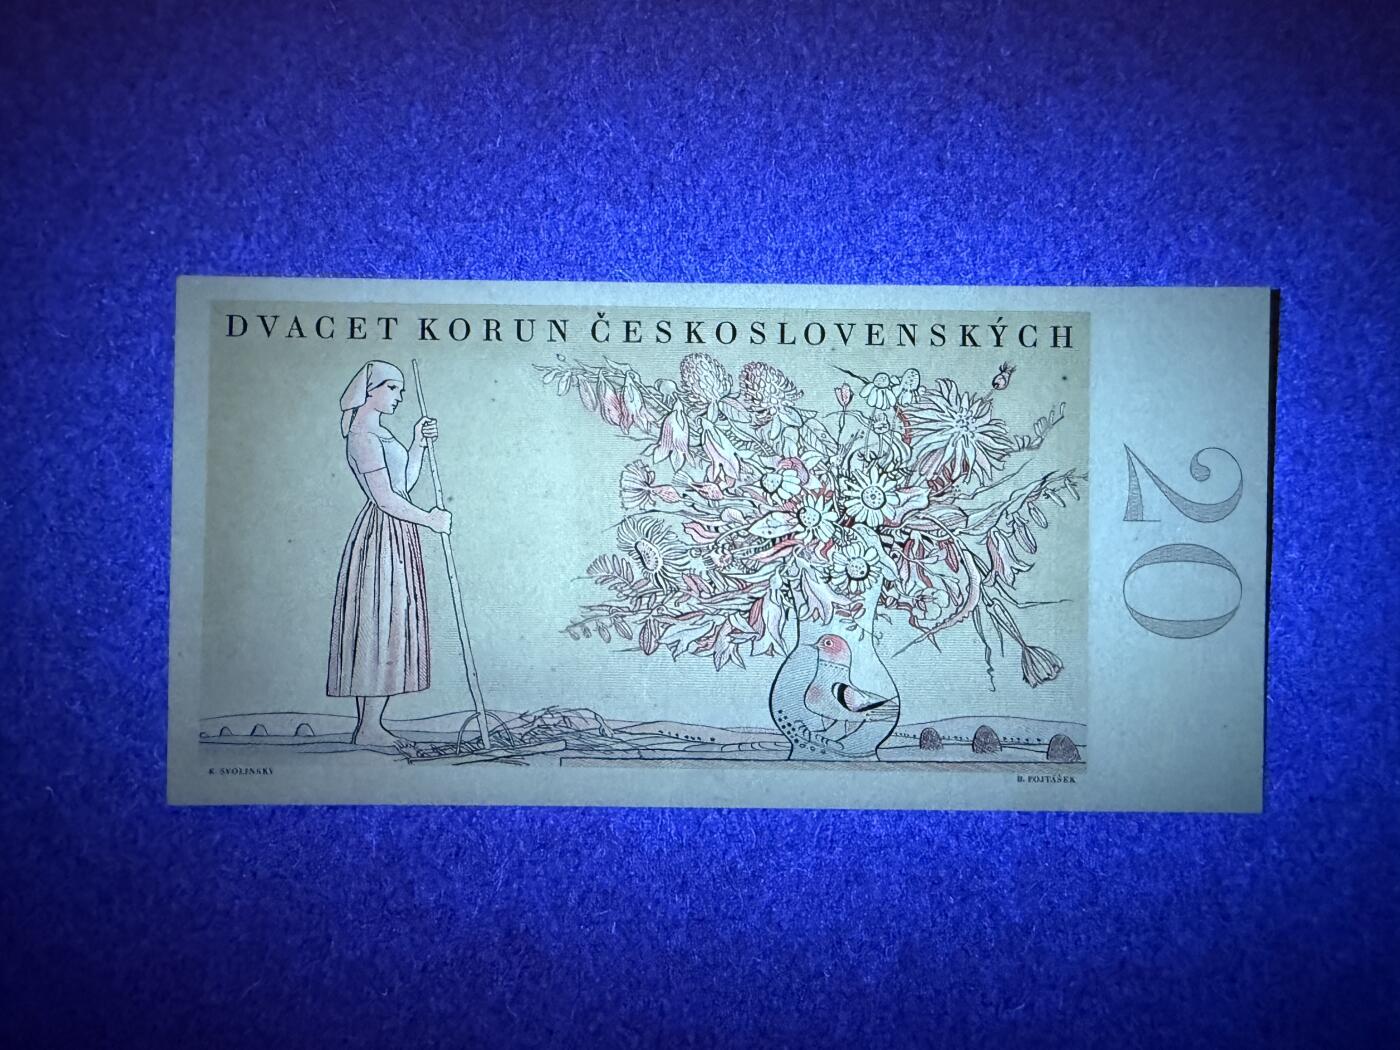 DVACET KORUN ČESKOSLOVENSKÝCH
20
K. SVOLINSKÝ
B. FOJTÁŠEK